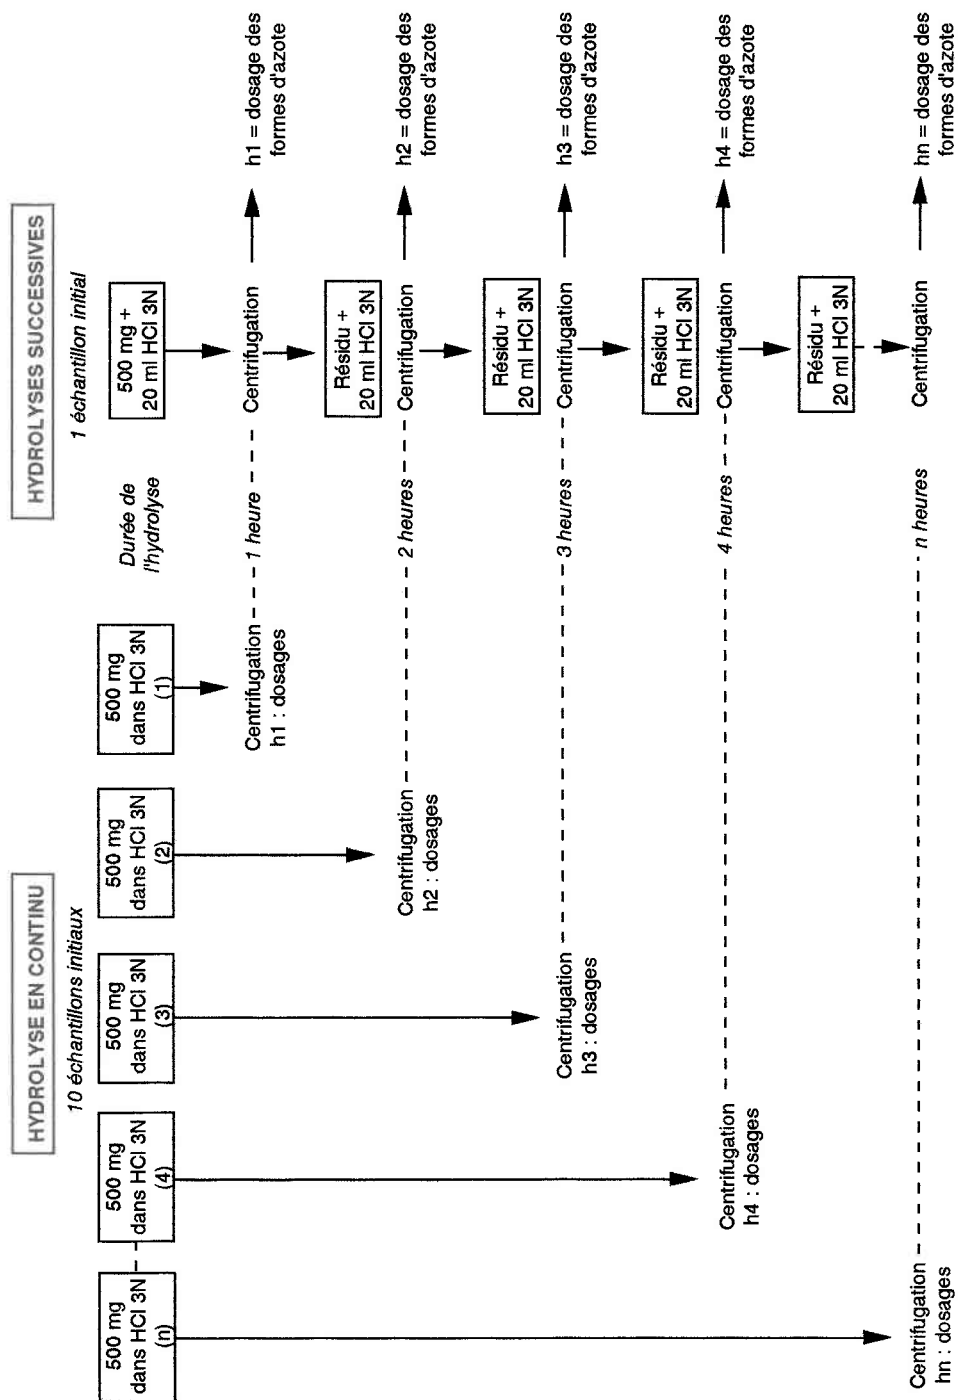 HYDROLYSE EN CONTINU
10 échantillons initiaux
500 mg
dans HCl 3N
(n)
500 mg
dans HCl 3N
(4)
500 mg
dans HCl 3N
(3)
500 mg
dans HCl 3N
(2)
500 mg
dans HCl 3N
(1)
Centrifugation
h1 : dosages
Centrifugation
h2 : dosages
Centrifugation
h3 : dosages
Centrifugation
h4 : dosages
Centrifugation
hn : dosages
Durée de
l'hydrolyse
1 heure
2 heures
3 heures
4 heures
n heures
HYDROLYSES SUCCESSIVES
1 échantillon initial
500 mg +
20 ml HCl 3N
Centrifugation
h1 = dosage des
formes d'azote
Résidu +
20 ml HCl 3N
Centrifugation
h2 = dosage des
formes d'azote
Résidu +
20 ml HCl 3N
Centrifugation
h3 = dosage des
formes d'azote
Résidu +
20 ml HCl 3N
Centrifugation
h4 = dosage des
formes d'azote
Résidu +
20 ml HCl 3N
Centrifugation
hn = dosage des
formes d'azote